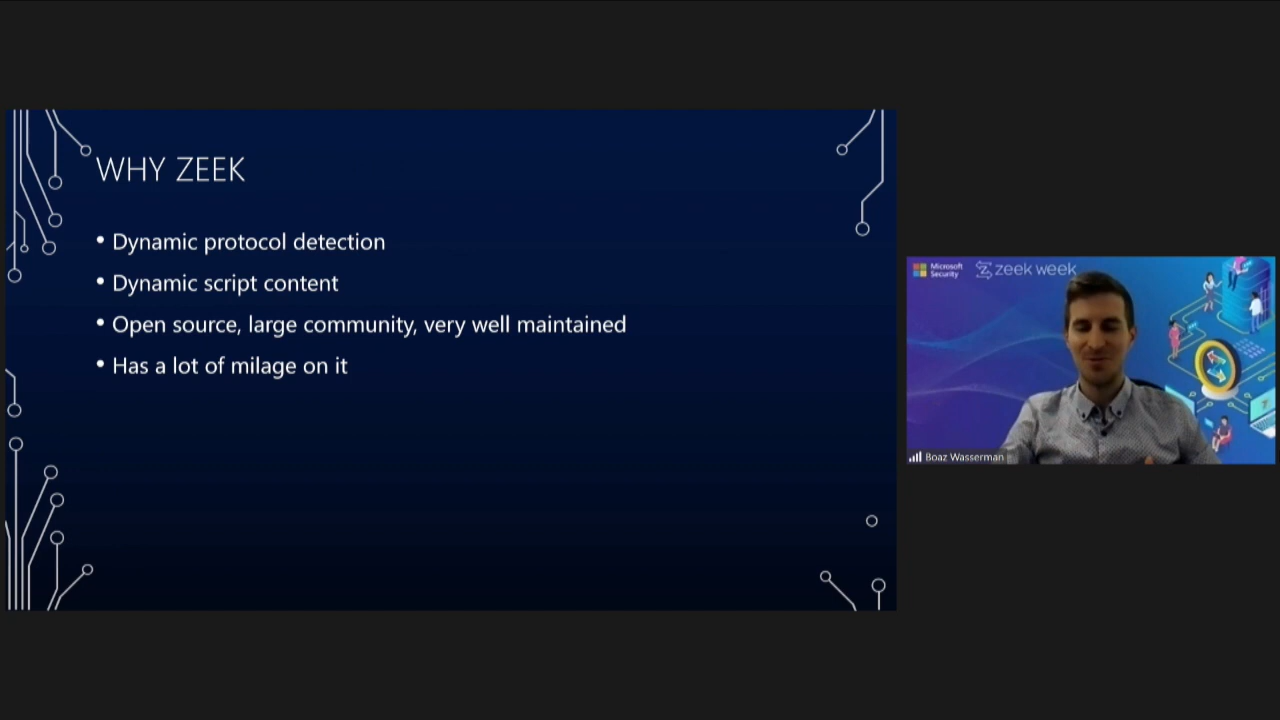 WHY ZEEK
• Dynamic protocol detection
• Dynamic script content
• Open source, large community, very well maintained
• Has a lot of milage on it
Microsoft
Security
zeek week
Boaz Wasserman